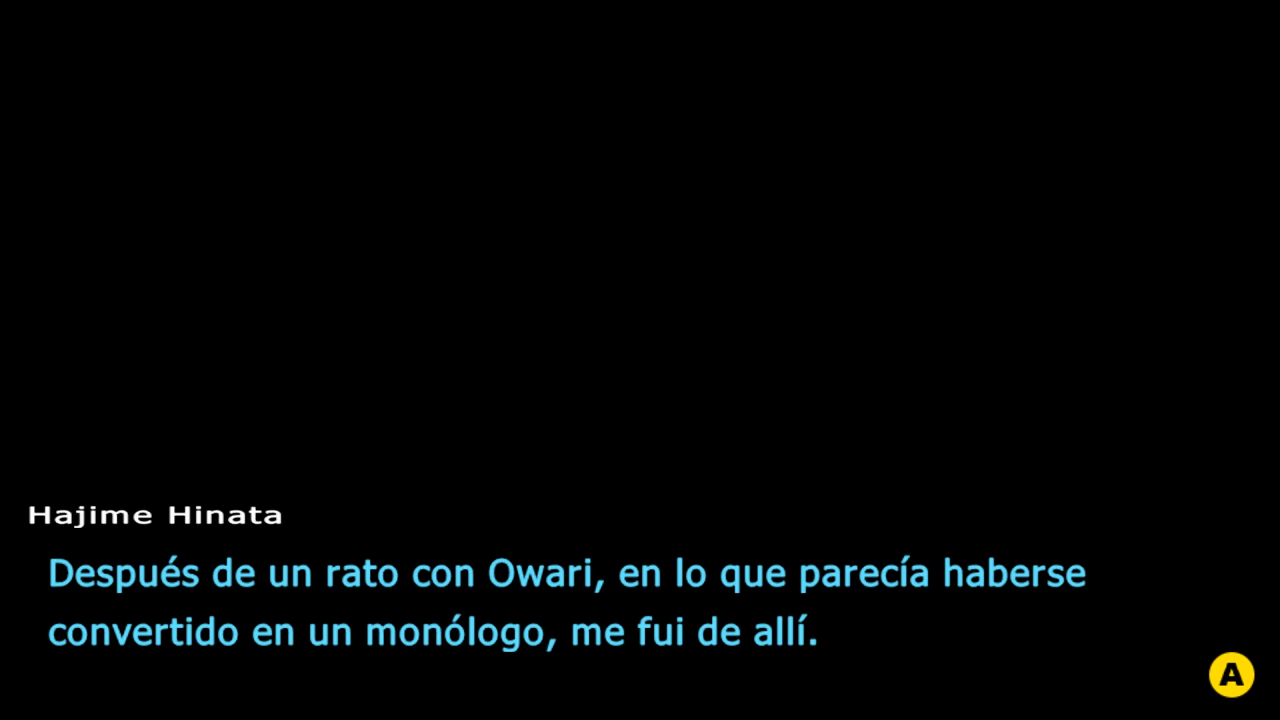 Hajime Hinata
Después de un rato con Owari, en lo que parecía haberse
convertido en un monólogo, me fui de allí.
A